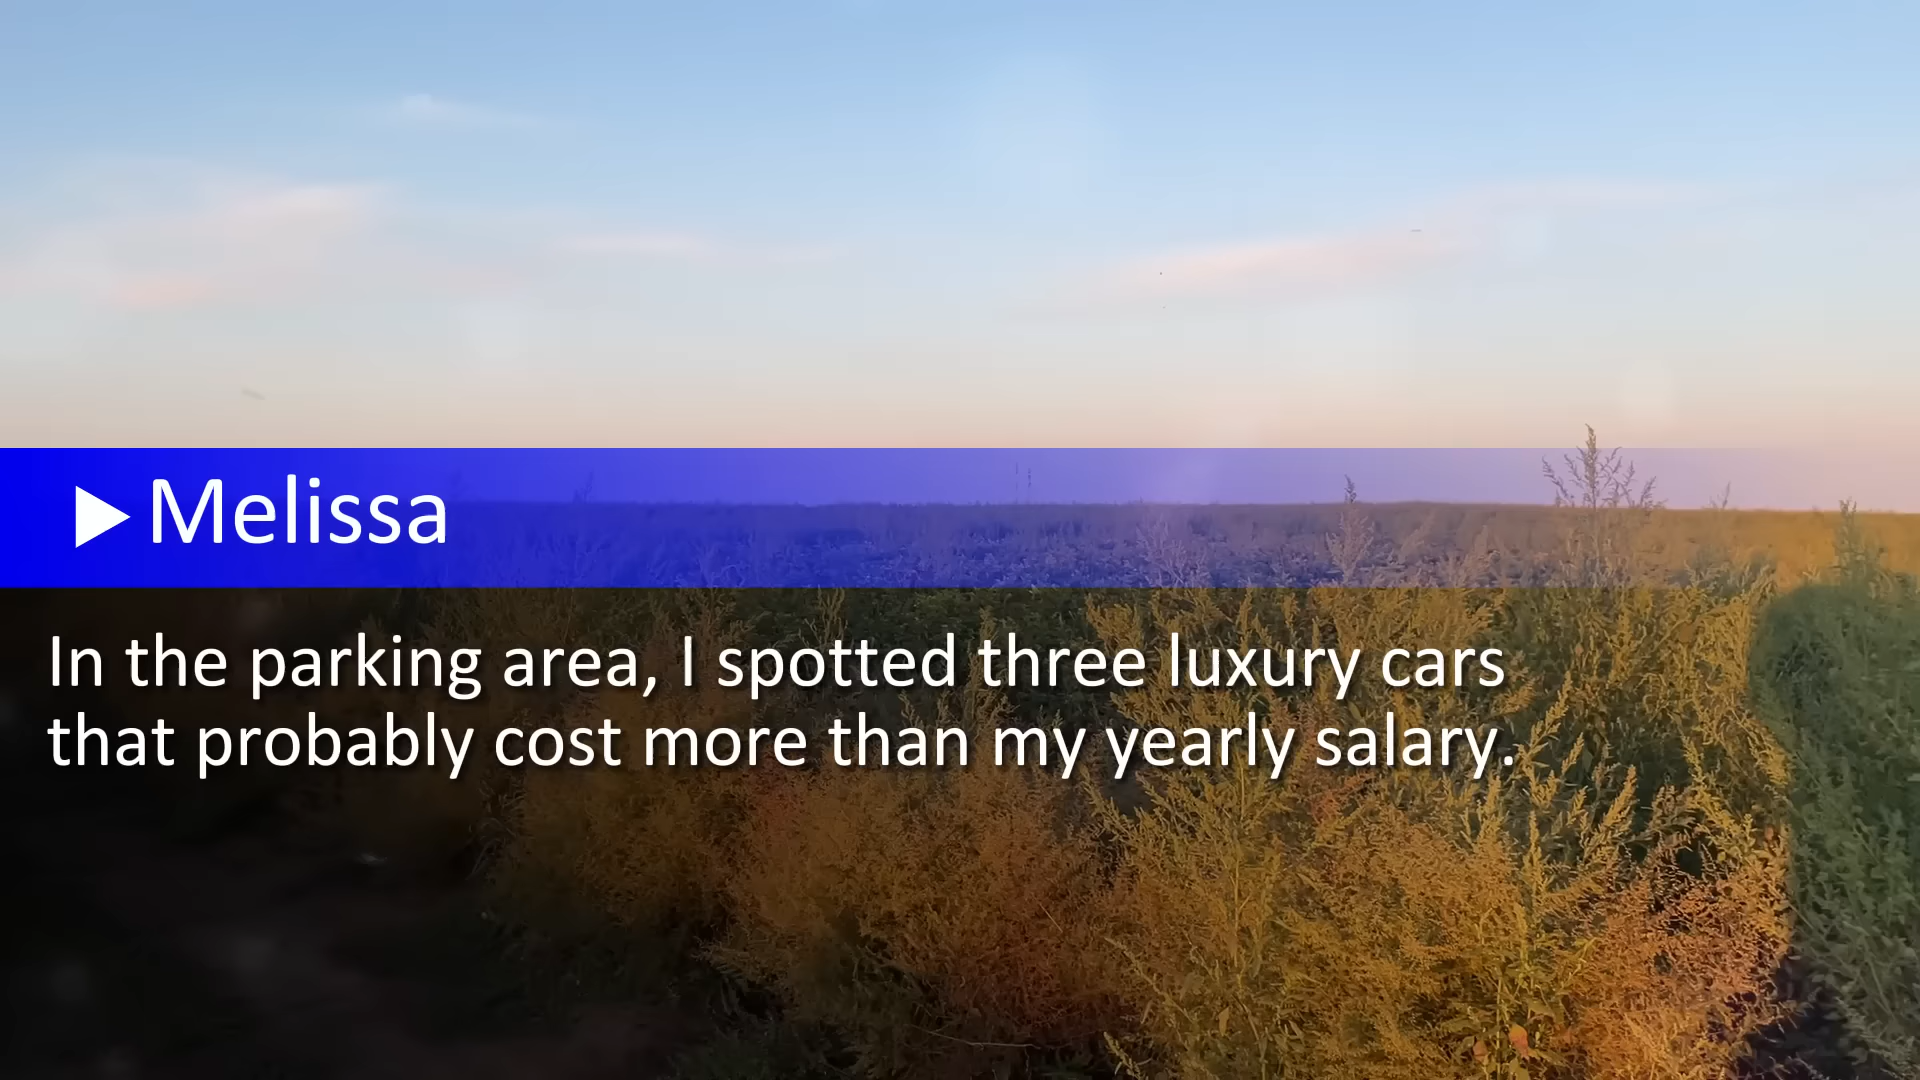 Melissa
In the parking area, I spotted three luxury cars
that probably cost more than my yearly salary.